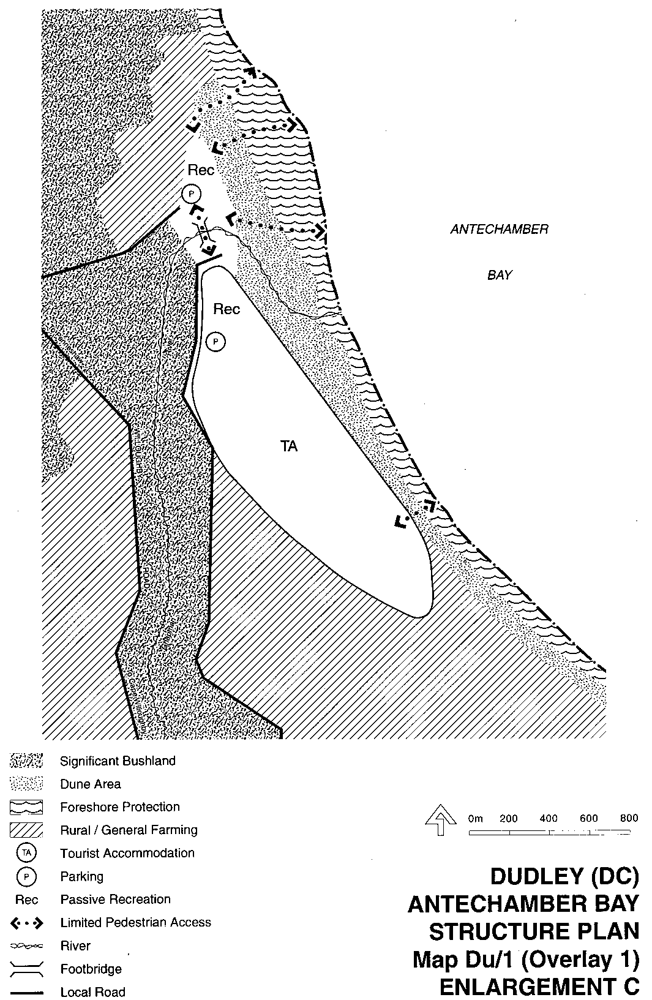 Rec
P
ANTECHAMBER
BAY
Rec
P
TA
WILLOUGHBY
ROAD
Significant Bushland
Dune Area
Foreshore Protection
Rural / General Farming
TA
Tourist Accommodation
P
Parking
Rec
Passive Recreation
Limited Pedestrian Access
River
Footbridge
Local Road
0m 200 400 600 800
DUDLEY (DC)
ANTECHAMBER BAY
STRUCTURE PLAN
Map Du/1 (Overlay 1)
ENLARGEMENT C